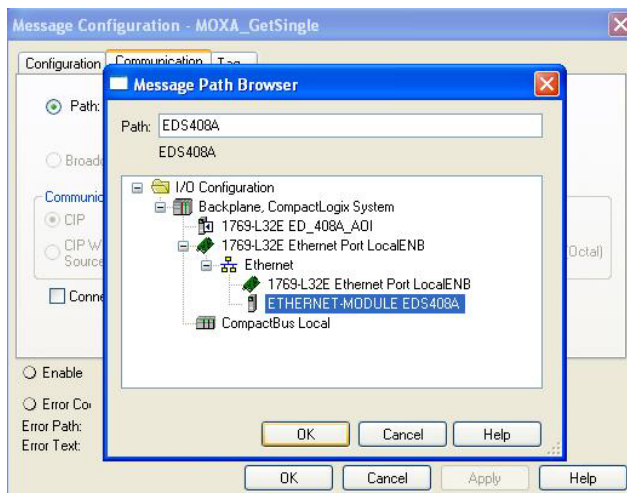 Message Configuration - MOXA_GetSingle
Configuration Communication Tag
Message Path Browser
Path:
Path: EDS408A
EDS408A
I/O Configuration
Backplane, CompactLogix System
1769-L32E ED_408A_AOI
1769-L32E Ethernet Port LocalENB
Ethernet
1769-L32E Ethernet Port LocalENB
ETHERNET-MODULE EDS408A
CompactBus Local
OK Cancel Help
Broad
Communic
CIP
CIP W
Source
(Octal)
Conne
Enable
Error Co
Error Path:
Error Text:
OK Cancel Apply Help